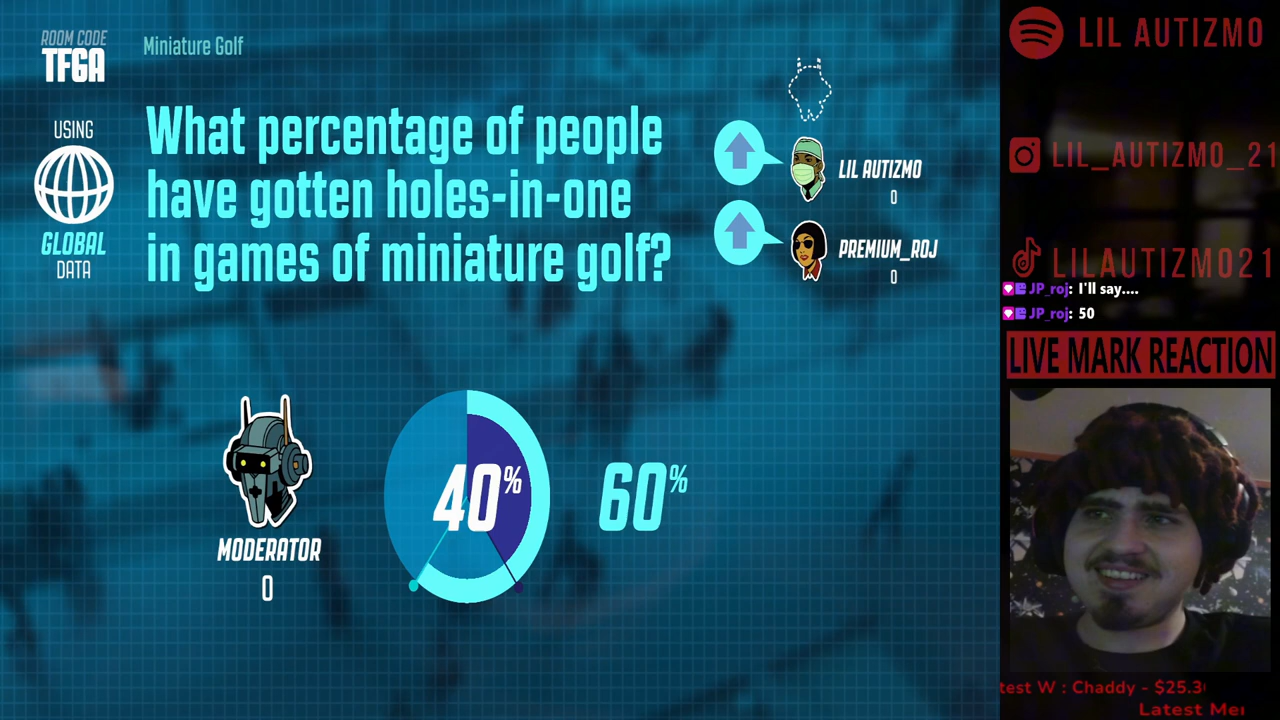 ROOM CODE
TFGA
Miniature Golf
USING
GLOBAL
DATA
What percentage of people
have gotten holes-in-one
in games of miniature golf?
LIL AUTIZMO
0
PREMIUM_ROJ
0
MODERATOR
0
40%
60%
LIL AUTIZMO
LIL_AUTIZMO_21
LILAUTIZMO21
JP_roj: I'll say....
JP_roj: 50
LIVE MARK REACTION
test W : Chaddy - $25.3
Latest Me